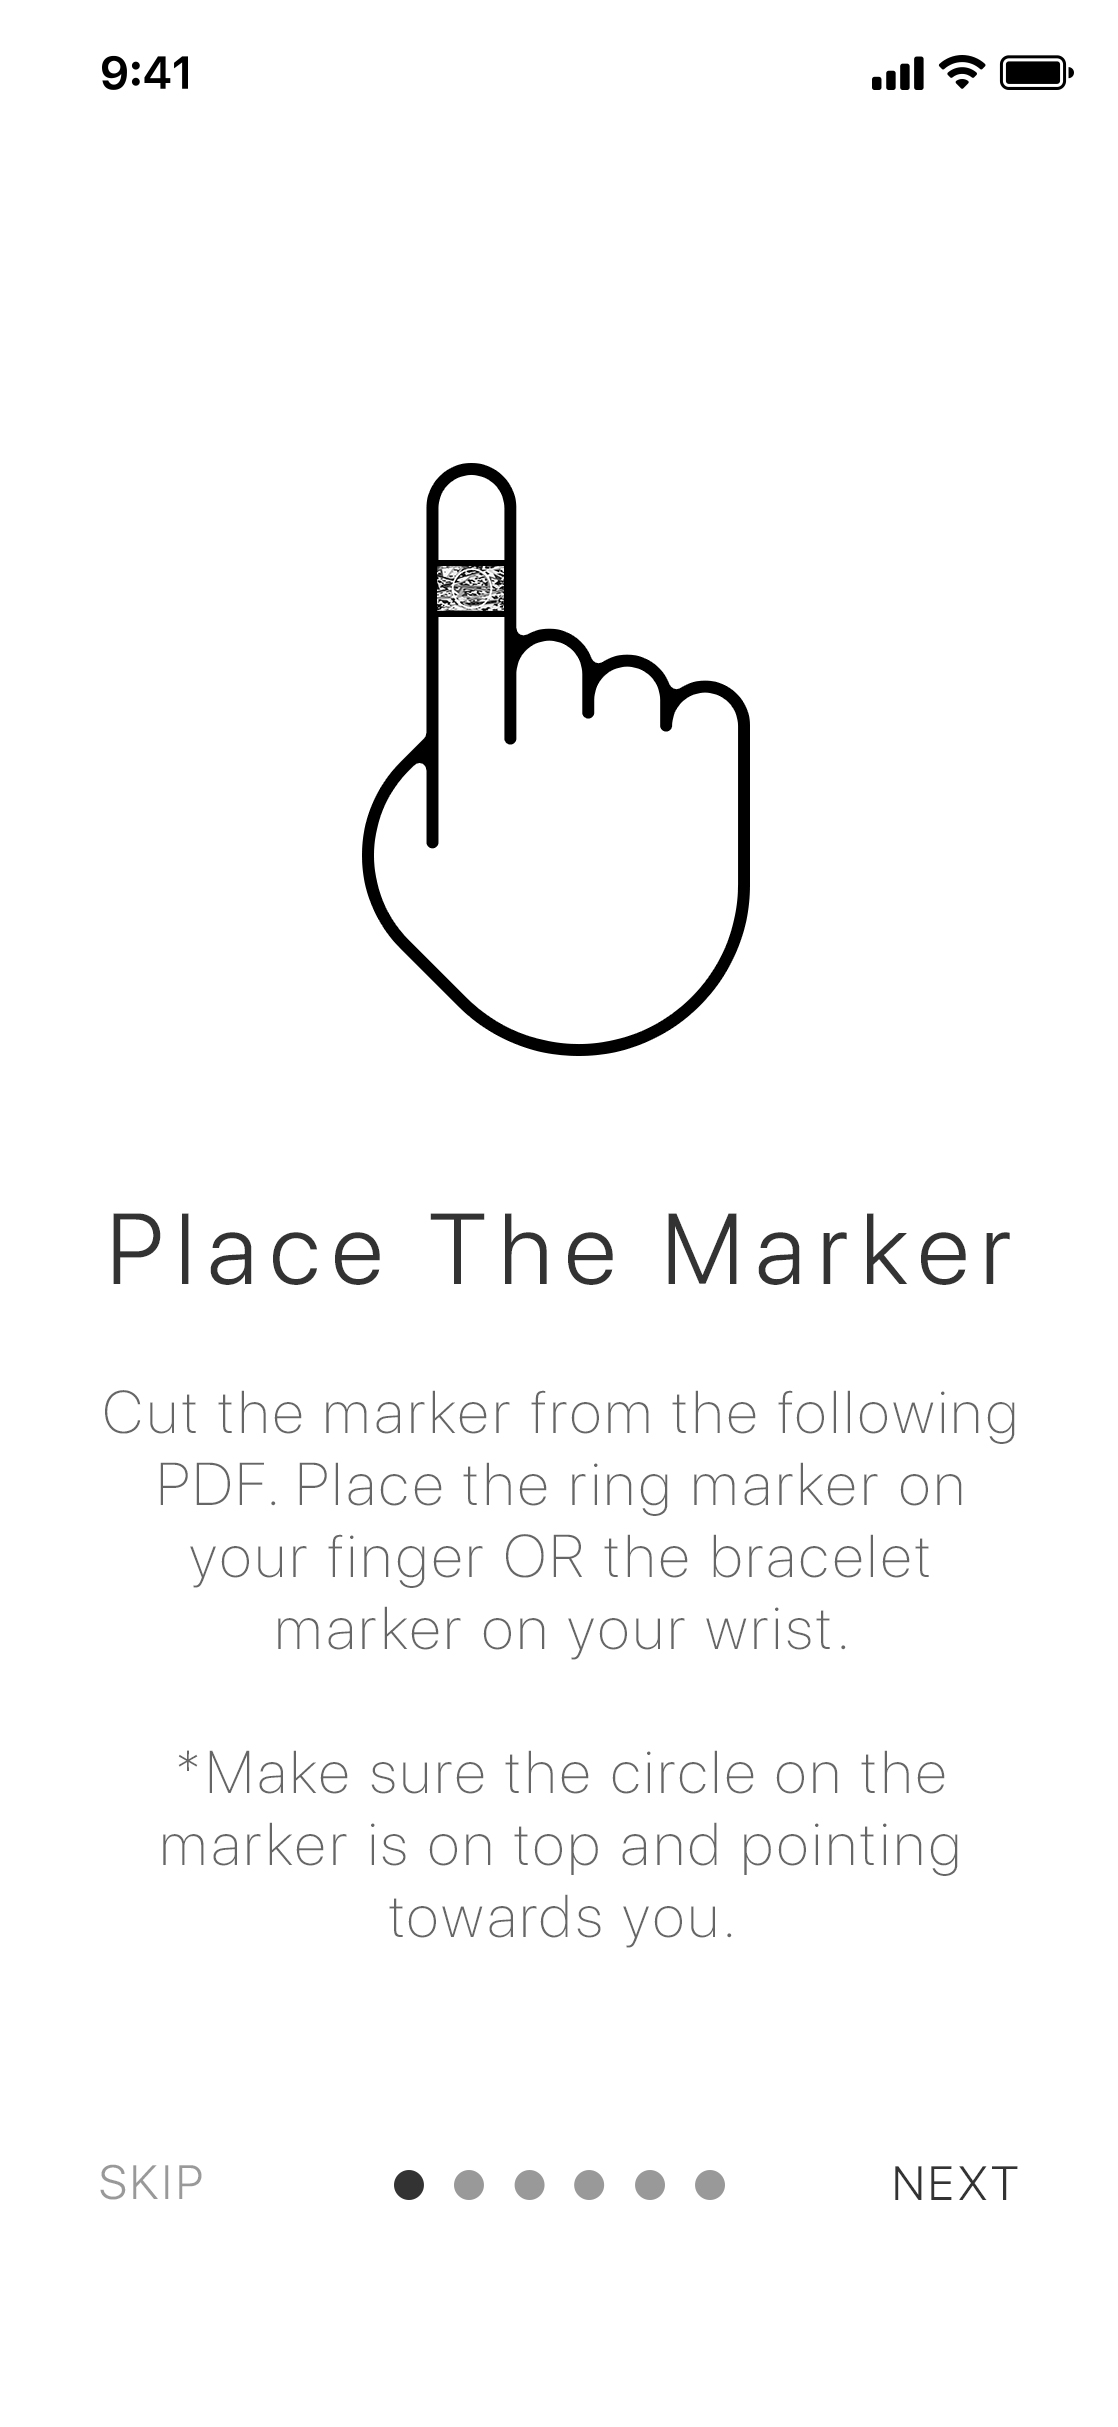 9:41
Place The Marker
Cut the marker from the following
PDF. Place the ring marker on
your finger OR the bracelet
marker on your wrist.
*Make sure the circle on the
marker is on top and pointing
towards you.
SKIP
NEXT